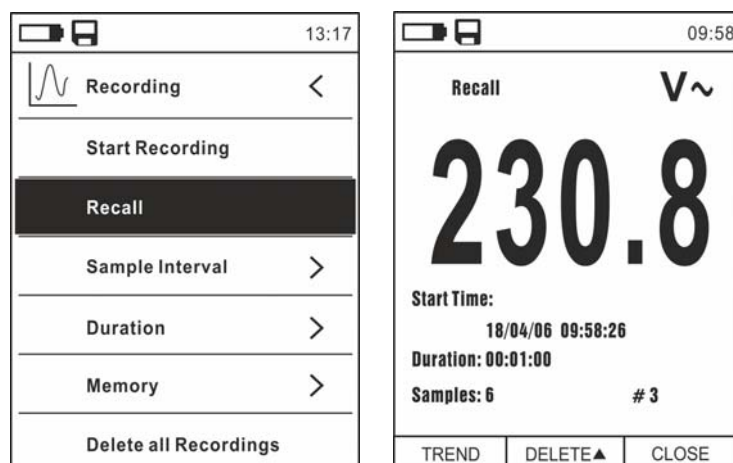 13:17
Recording <
Start Recording
Recall
Sample Interval >
Duration >
Memory >
Delete all Recordings
09:58
Recall V~
230.8
Start Time:
18/04/06 09:58:26
Duration: 00:01:00
Samples: 6 # 3
TREND DELETE▲ CLOSE